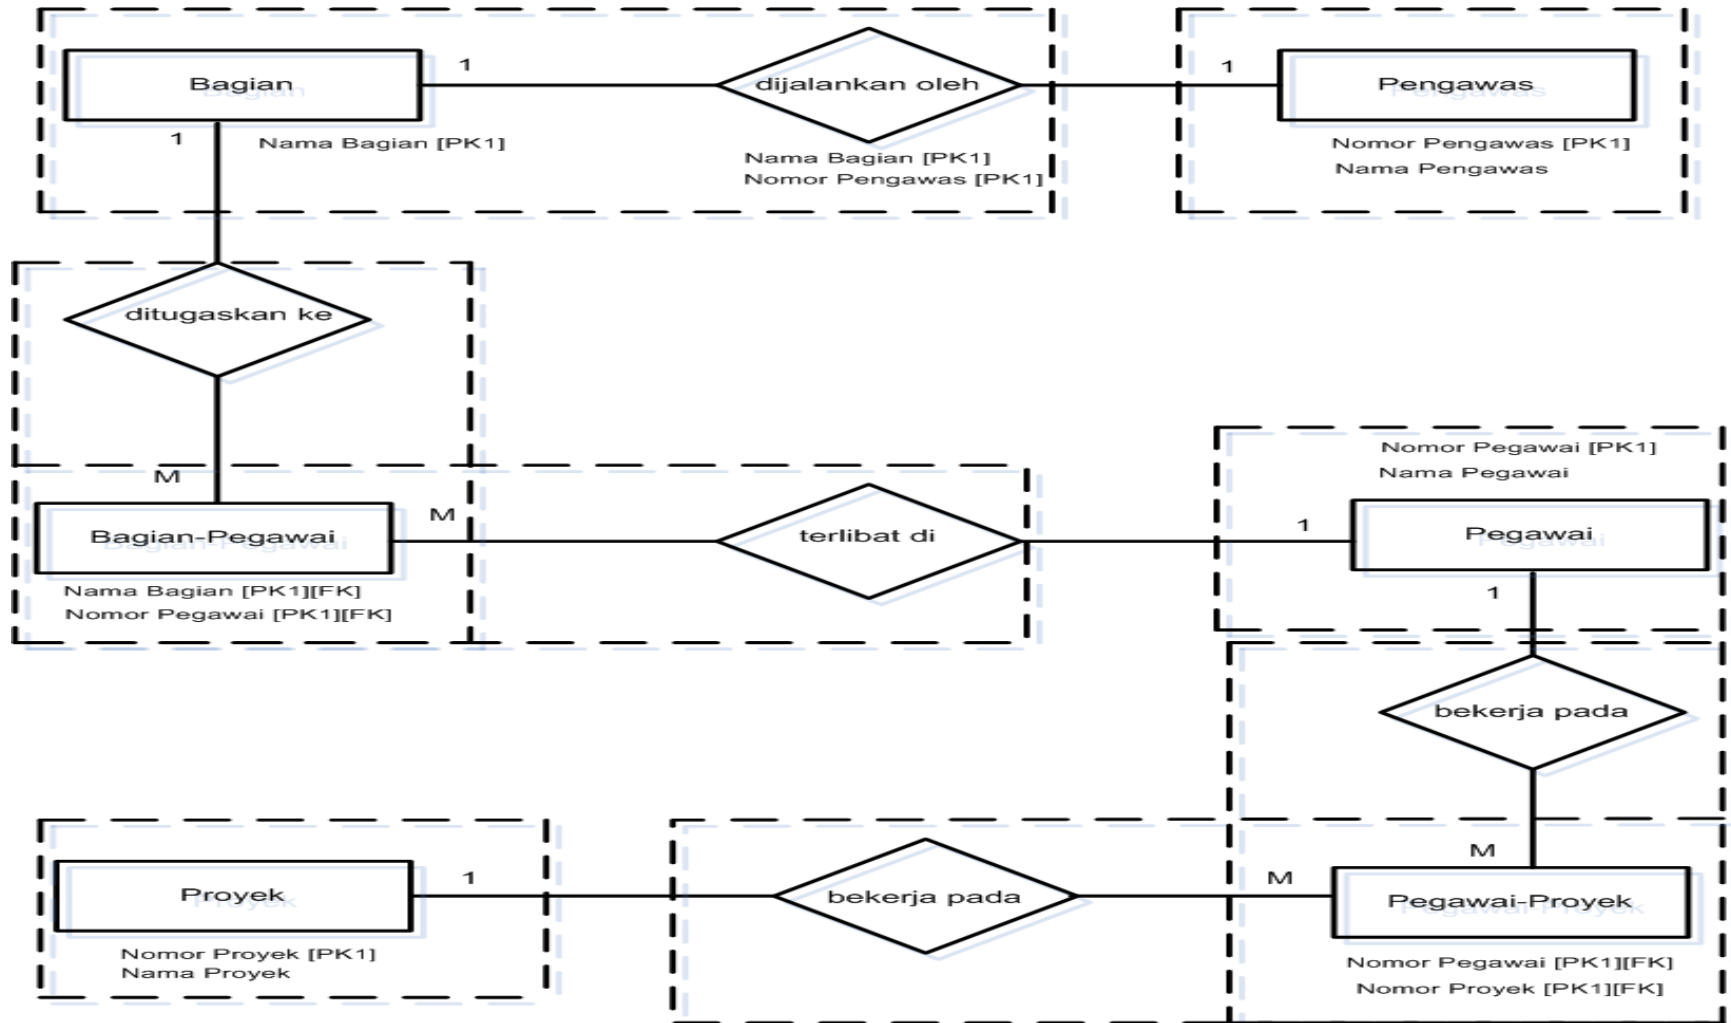 Bagian
1
dijalankan oleh
1
Pengawas
1
Nama Bagian [PK1]
Nama Bagian [PK1]
Nomor Pengawas [PK1]
Nomor Pengawas [PK1]
Nama Pengawas
ditugaskan ke
M
Bagian-Pegawai
M
Nama Bagian [PK1][FK]
Nomor Pegawai [PK1][FK]
terlibat di
Nomor Pegawai [PK1]
Nama Pegawai
1
Pegawai
1
bekerja pada
M
Proyek
1
bekerja pada
M
Pegawai-Proyek
Nomor Proyek [PK1]
Nama Proyek
Nomor Pegawai [PK1][FK]
Nomor Proyek [PK1][FK]